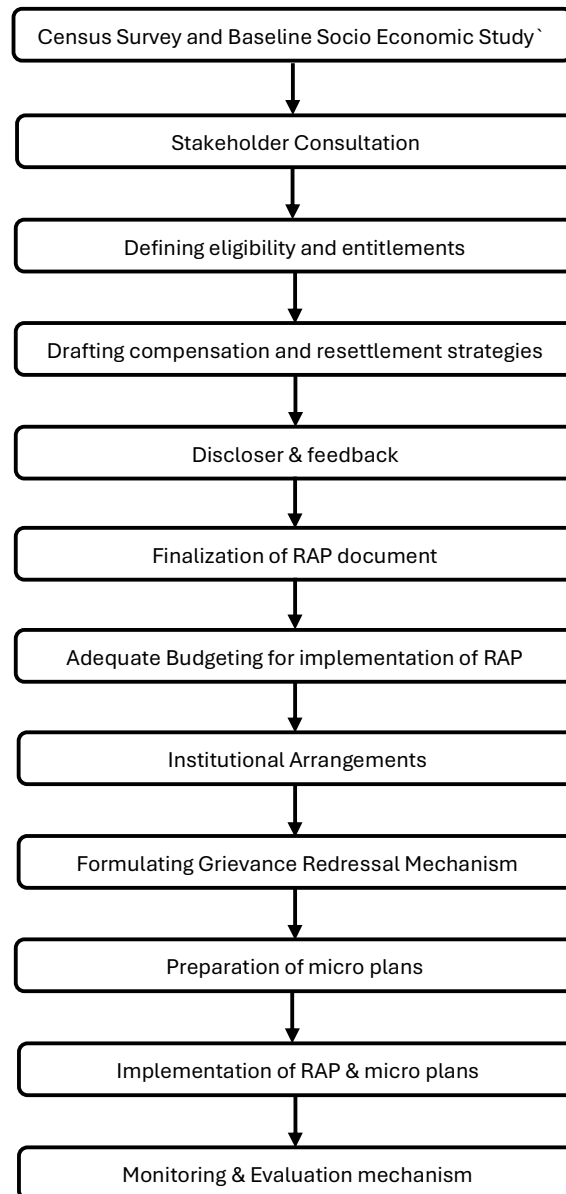 Census Survey and Baseline Socio Economic Study`
Stakeholder Consultation
Defining eligibility and entitlements
Drafting compensation and resettlement strategies
Discloser & feedback
Finalization of RAP document
Adequate Budgeting for implementation of RAP
Institutional Arrangements
Formulating Grievance Redressal Mechanism
Preparation of micro plans
Implementation of RAP & micro plans
Monitoring & Evaluation mechanism